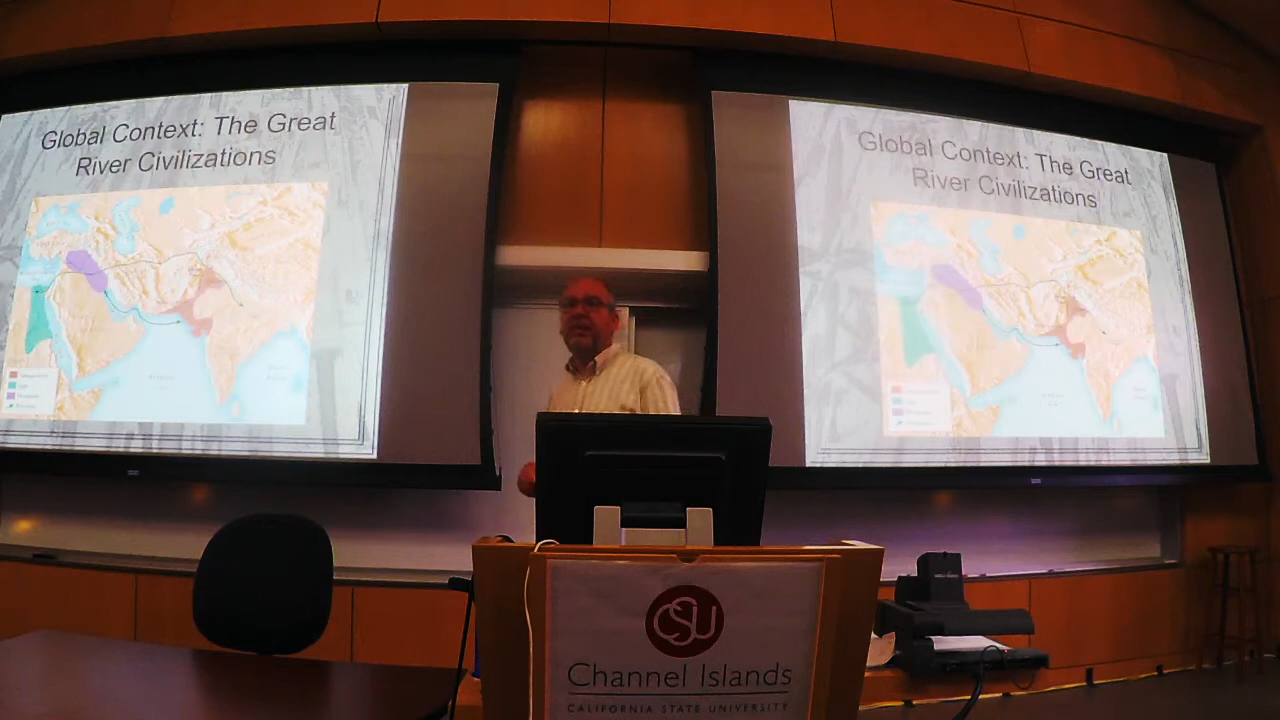 Global Context: The Great
River Civilizations
Global Context: The Great
River Civilizations
CSU
Channel Islands
CALIFORNIA STATE UNIVERSITY